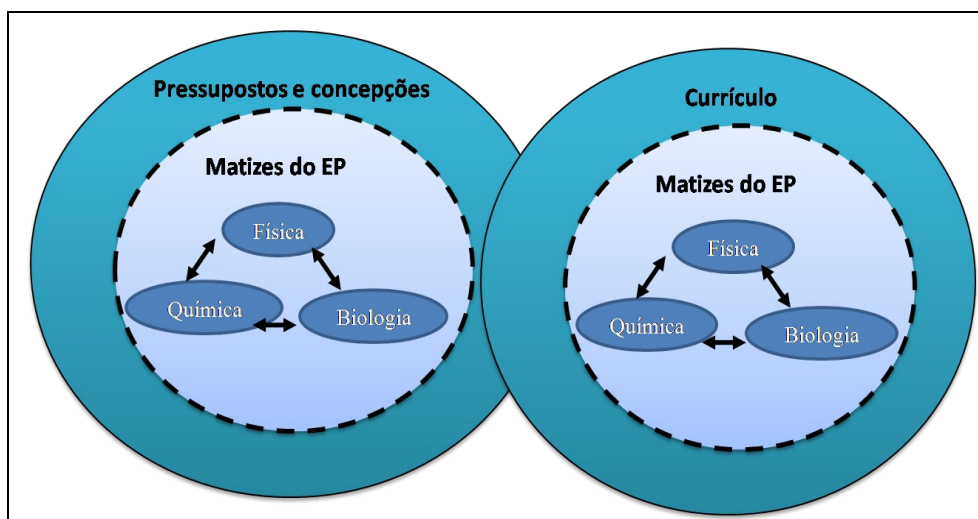 Pressupostos e concepções
Matizes do EP
Física
Química
Biologia
Currículo
Matizes do EP
Física
Química
Biologia